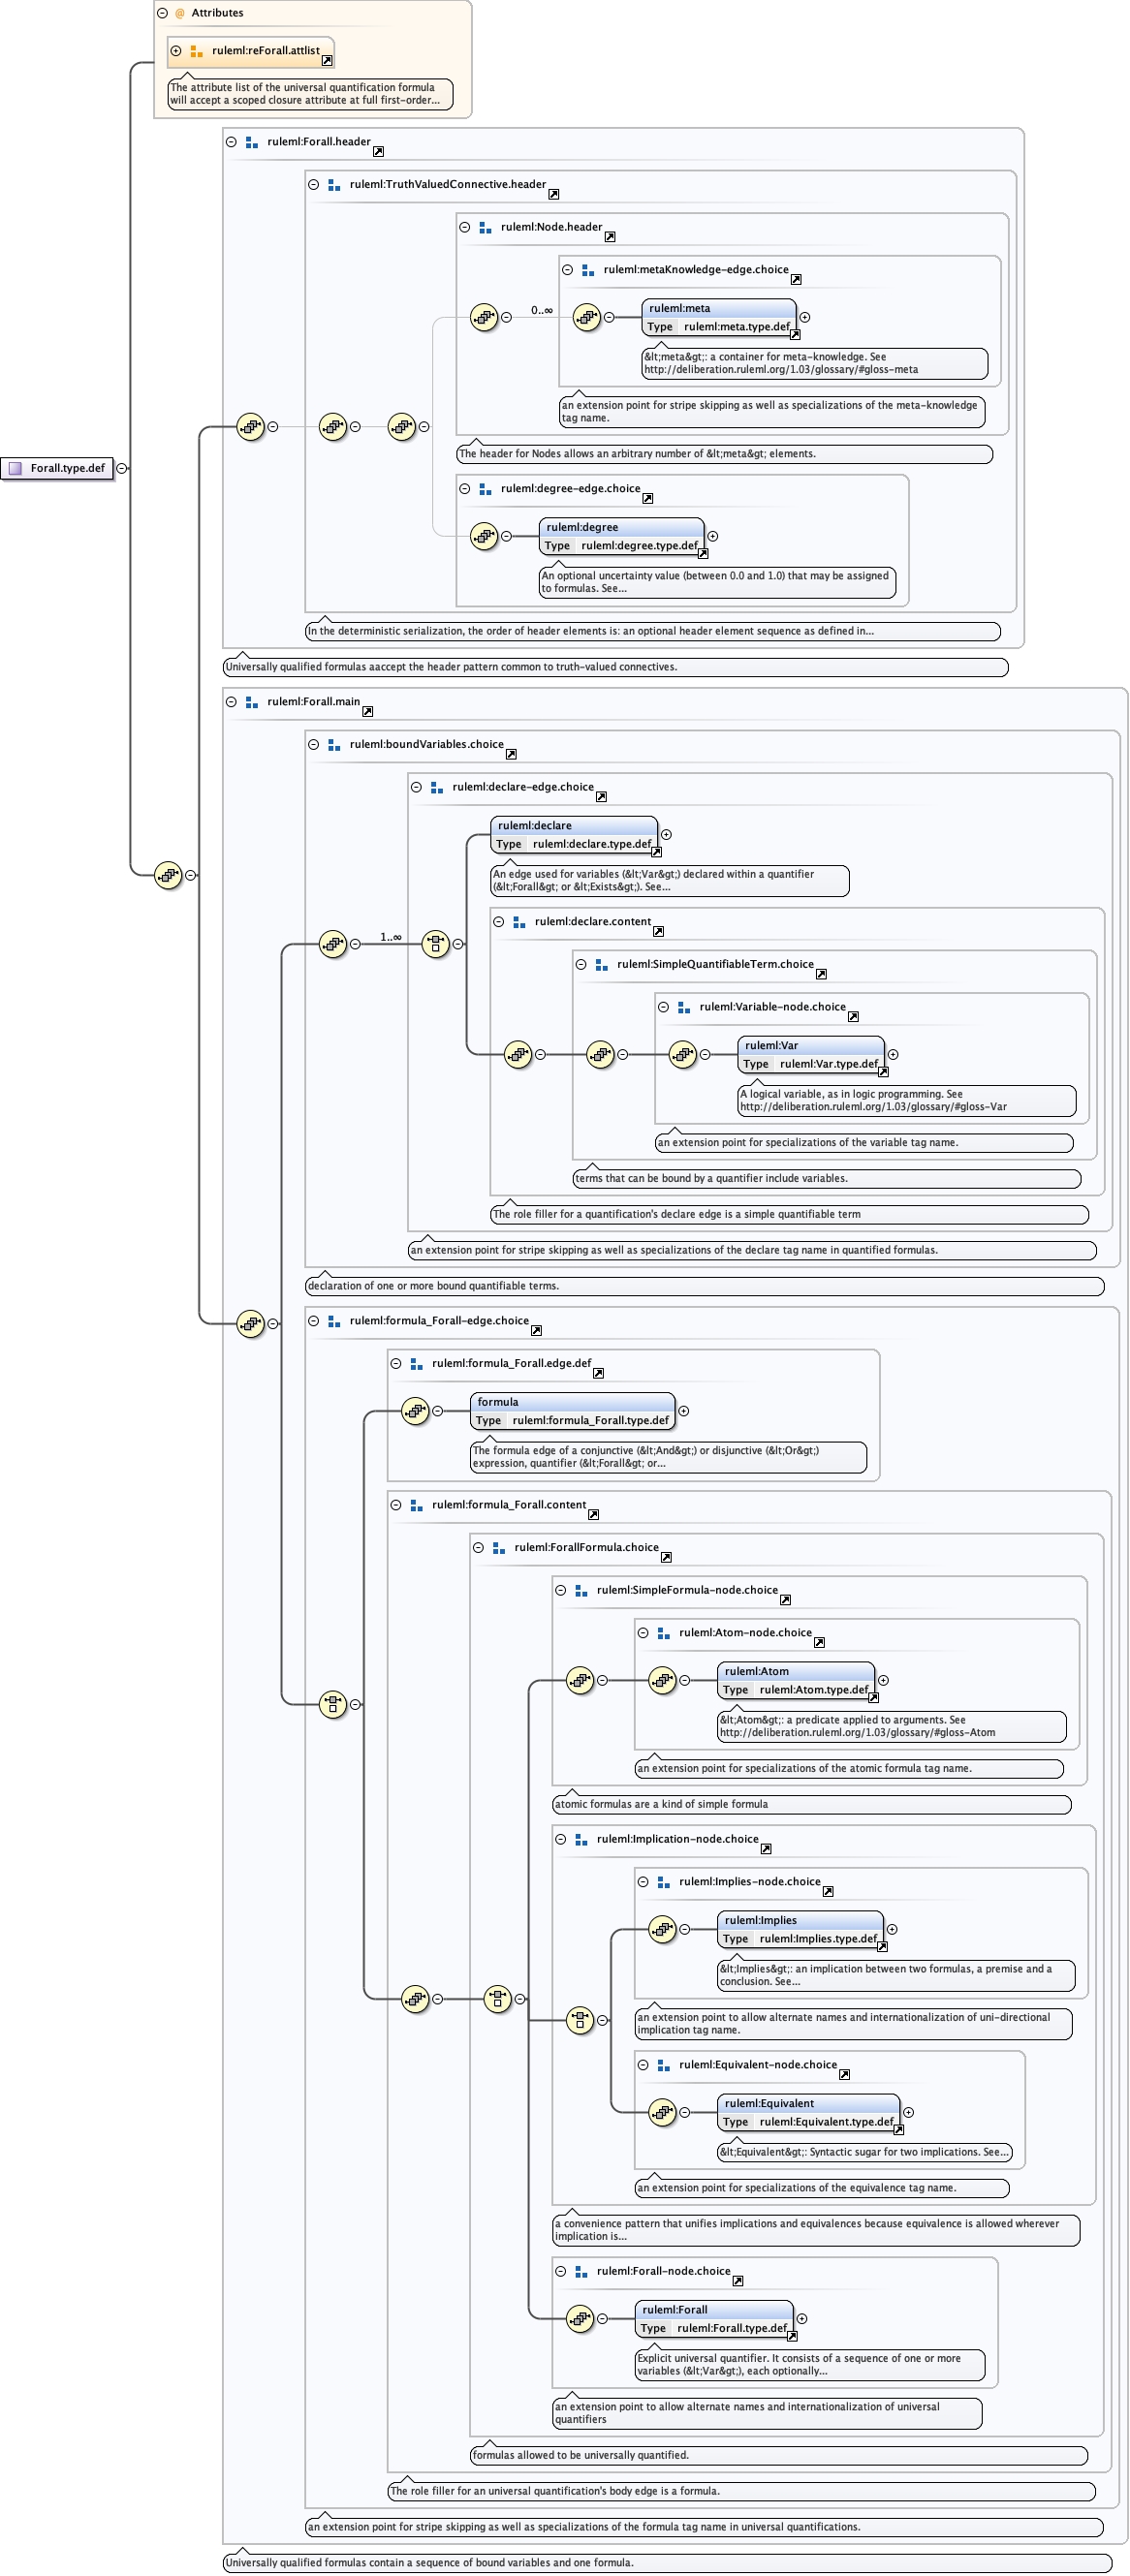 @ Attributes
ruleml:reForall.attlist
The attribute list of the universal quantification formula
will accept a scoped closure attribute at full first-order...
ruleml:Forall.header
ruleml:TruthValuedConnective.header
ruleml:Node.header
ruleml:metaKnowledge-edge.choice
0..∞
ruleml:meta
Type ruleml:meta.type.def
&lt;meta&gt;: a container for meta-knowledge. See
http://deliberation.ruleml.org/1.03/glossary/#gloss-meta
an extension point for stripe skipping as well as specializations of the meta-knowledge
tag name.
The header for Nodes allows an arbitrary number of &lt;meta&gt; elements.
Forall.type.def
ruleml:degree-edge.choice
ruleml:degree
Type ruleml:degree.type.def
An optional uncertainty value (between 0.0 and 1.0) that may be assigned
to formulas. See...
In the deterministic serialization, the order of header elements is: an optional header element sequence as defined in...
Universally qualified formulas aaccept the header pattern common to truth-valued connectives.
ruleml:Forall.main
ruleml:boundVariables.choice
ruleml:declare-edge.choice
ruleml:declare
Type ruleml:declare.type.def
An edge used for variables (&lt;Var&gt;) declared within a quantifier
(&lt;Forall&gt; or &lt;Exists&gt;). See...
ruleml:declare.content
1..∞
ruleml:SimpleQuantifiableTerm.choice
ruleml:Variable-node.choice
ruleml:Var
Type ruleml:Var.type.def
A logical variable, as in logic programming. See
http://deliberation.ruleml.org/1.03/glossary/#gloss-Var
an extension point for specializations of the variable tag name.
terms that can be bound by a quantifier include variables.
The role filler for a quantification's declare edge is a simple quantifiable term
an extension point for stripe skipping as well as specializations of the declare tag name in quantified formulas.
declaration of one or more bound quantifiable terms.
ruleml:formula_Forall-edge.choice
ruleml:formula_Forall.edge.def
formula
Type ruleml:formula_Forall.type.def
The formula edge of a conjunctive (&lt;And&gt;) or disjunctive (&lt;Or&gt;)
expression, quantifier (&lt;Forall&gt; or...
ruleml:formula_Forall.content
ruleml:ForallFormula.choice
ruleml:SimpleFormula-node.choice
ruleml:Atom-node.choice
ruleml:Atom
Type ruleml:Atom.type.def
&lt;Atom&gt;: a predicate applied to arguments. See
http://deliberation.ruleml.org/1.03/glossary/#gloss-Atom
an extension point for specializations of the atomic formula tag name.
atomic formulas are a kind of simple formula
ruleml:Implication-node.choice
ruleml:Implies-node.choice
ruleml:Implies
Type ruleml:Implies.type.def
&lt;Implies&gt;: an implication between two formulas, a premise and a
conclusion. See...
an extension point to allow alternate names and internationalization of uni-directional
implication tag name.
ruleml:Equivalent-node.choice
ruleml:Equivalent
Type ruleml:Equivalent.type.def
&lt;Equivalent&gt;: Syntactic sugar for two implications. See...
an extension point for specializations of the equivalence tag name.
a convenience pattern that unifies implications and equivalences because equivalence is allowed wherever
implication is...
ruleml:Forall-node.choice
ruleml:Forall
Type ruleml:Forall.type.def
Explicit universal quantifier. It consists of a sequence of one or more
variables (&lt;Var&gt;), each optionally...
an extension point to allow alternate names and internationalization of universal
quantifiers
formulas allowed to be universally quantified.
The role filler for an universal quantification's body edge is a formula.
an extension point for stripe skipping as well as specializations of the formula tag name in universal quantifications.
Universally qualified formulas contain a sequence of bound variables and one formula.